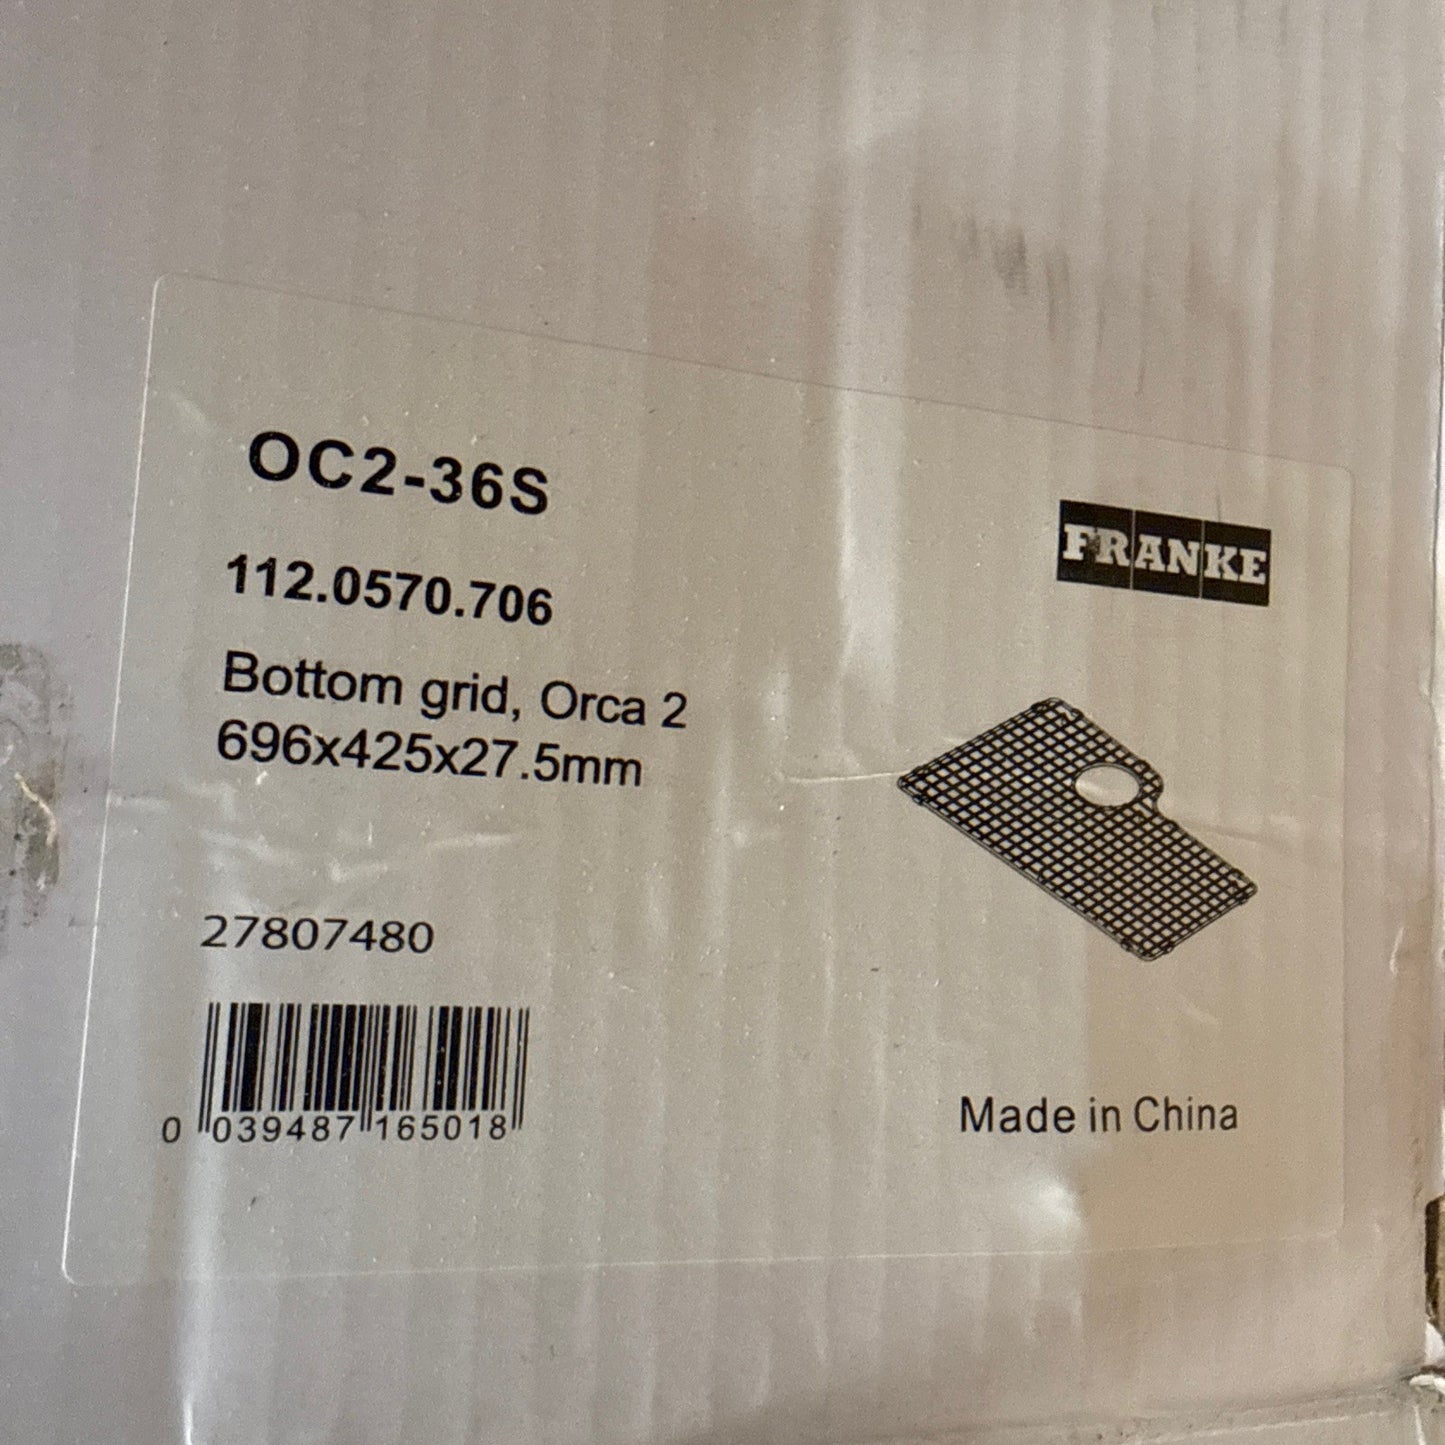 OC2-36S
FRANKE
112.0570.706
Bottom grid, Orca 2
696x425x27.5mm
27807480
0 039487 165018
Made in China